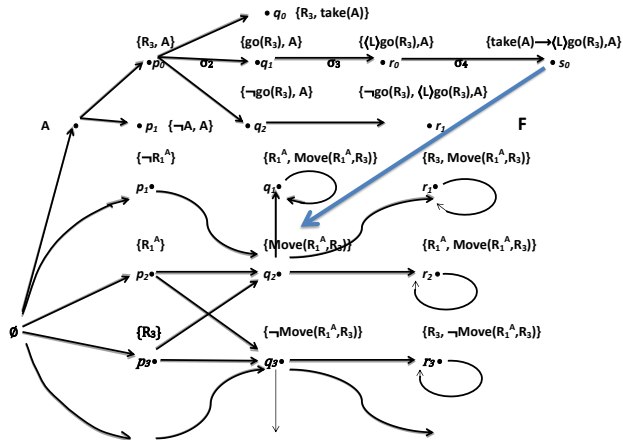 • q₀ {R₃, take(A)}
{R₃, A} {go(R₃), A} {⟨L⟩go(R₃),A} {take(A)→⟨L⟩go(R₃),A}
•p₀ σ₂ •q₁ σ₃ • r₀ σ₄ • s₀
{¬go(R₃), A} {¬go(R₃), ⟨L⟩go(R₃),A}
A • • p₁ {¬A, A} • q₂ • r₁ F
{¬R₁ᴬ} {R₁ᴬ, Move(R₁ᴬ,R₃)} {R₃, Move(R₁ᴬ,R₃)}
p₁• q₁• r₁•
{R₁ᴬ} {Move(R₁ᴬ,R₃)} {R₁ᴬ, Move(R₁ᴬ,R₃)}
p₂• q₂• r₂•
Ø {R₃} {¬Move(R₁ᴬ,R₃)} {R₃, ¬Move(R₁ᴬ,R₃)}
p₃• q₃• r₃•